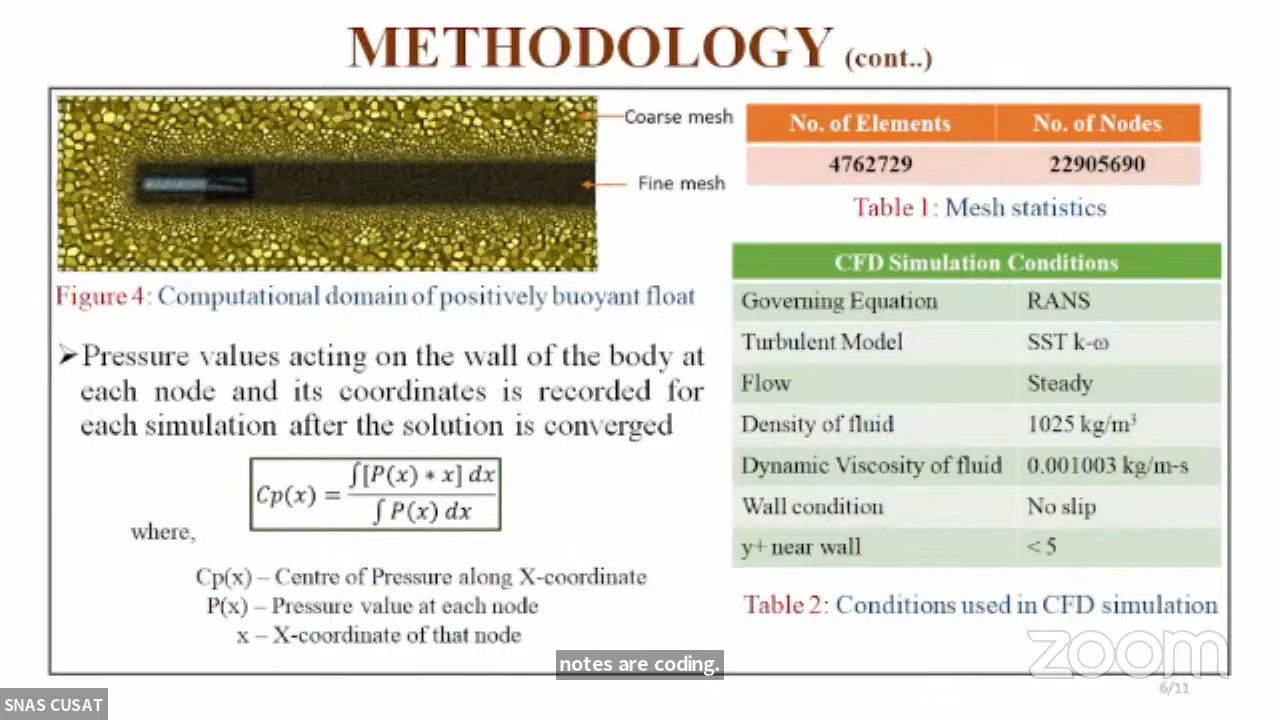 METHODOLOGY (cont..)
Coarse mesh
Fine mesh
Figure 4: Computational domain of positively buoyant float
➢Pressure values acting on the wall of the body at
each node and its coordinates is recorded for
each simulation after the solution is converged
Cp(x) = ∫[P(x) * x] dx / ∫ P(x) dx
where,
Cp(x) – Centre of Pressure along X-coordinate
P(x) – Pressure value at each node
x – X-coordinate of that node
No. of Elements No. of Nodes
4762729 22905690
Table 1: Mesh statistics
CFD Simulation Conditions
Governing Equation RANS
Turbulent Model SST k-ω
Flow Steady
Density of fluid 1025 kg/m³
Dynamic Viscosity of fluid 0.001003 kg/m-s
Wall condition No slip
y+ near wall < 5
Table 2: Conditions used in CFD simulation
zoom
notes are coding.
6/11
SNAS CUSAT